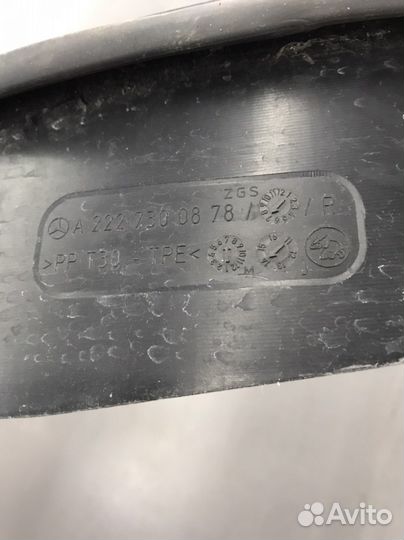 ZGS
A 222 730 08 78 / / R
>PP T30 - TPE<
M
Avito